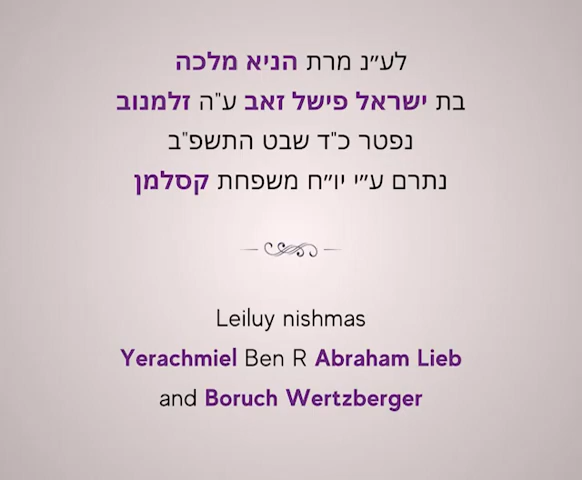 לע״נ מרת הניא מלכה
בת ישראל פישל זאב ע"ה זלמנוב
נפטר כ"ד שבט התשפ"ב
נתרם ע״י יו״ח משפחת קסלמן
Leiluy nishmas
Yerachmiel Ben R Abraham Lieb
and Boruch Wertzberger